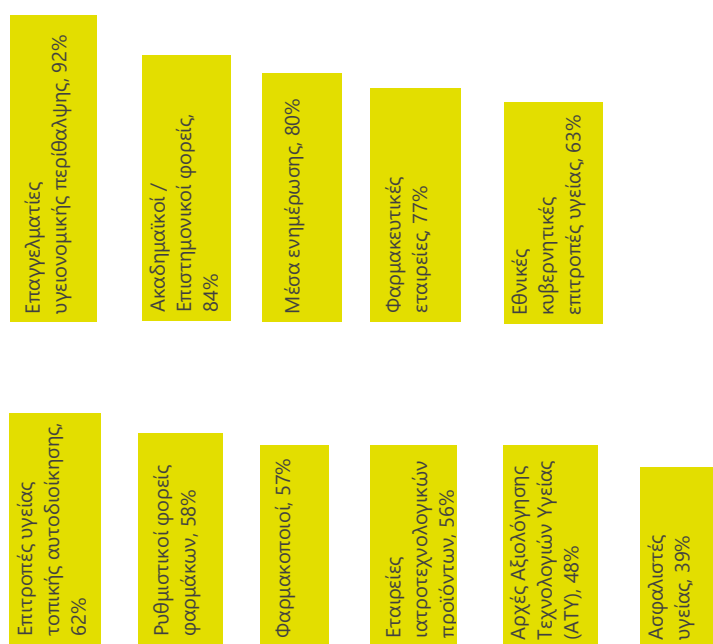 Επαγγελματίες
υγειονομικής περίθαλψης, 92%
Ακαδημαϊκοί /
Επιστημονικοί φορείς,
84%
Μέσα ενημέρωσης, 80%
Φαρμακευτικές
εταιρείες, 77%
Εθνικές
κυβερνητικές
επιτροπές υγείας, 63%
Επιτροπές υγείας
τοπικής αυτοδιοίκησης,
62%
Ρυθμιστικοί φορείς
φαρμάκων, 58%
Φαρμακοποιοί, 57%
Εταιρείες
ιατροτεχνολογικών
προϊόντων, 56%
Αρχές Αξιολόγησης
Τεχνολογιών Υγείας
(ΑΤΥ), 48%
Ασφαλιστές
υγείας, 39%